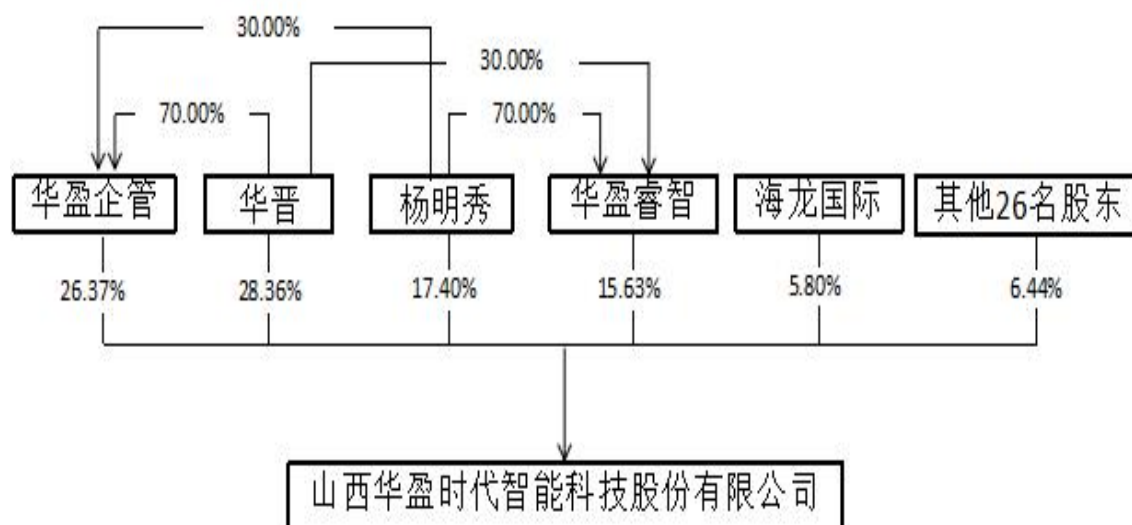 30.00%
30.00%
70.00%
70.00%
华盈企管
华晋
杨明秀
华盈睿智
海龙国际
其他26名股东
26.37%
28.36%
17.40%
15.63%
5.80%
6.44%
山西华盈时代智能科技股份有限公司